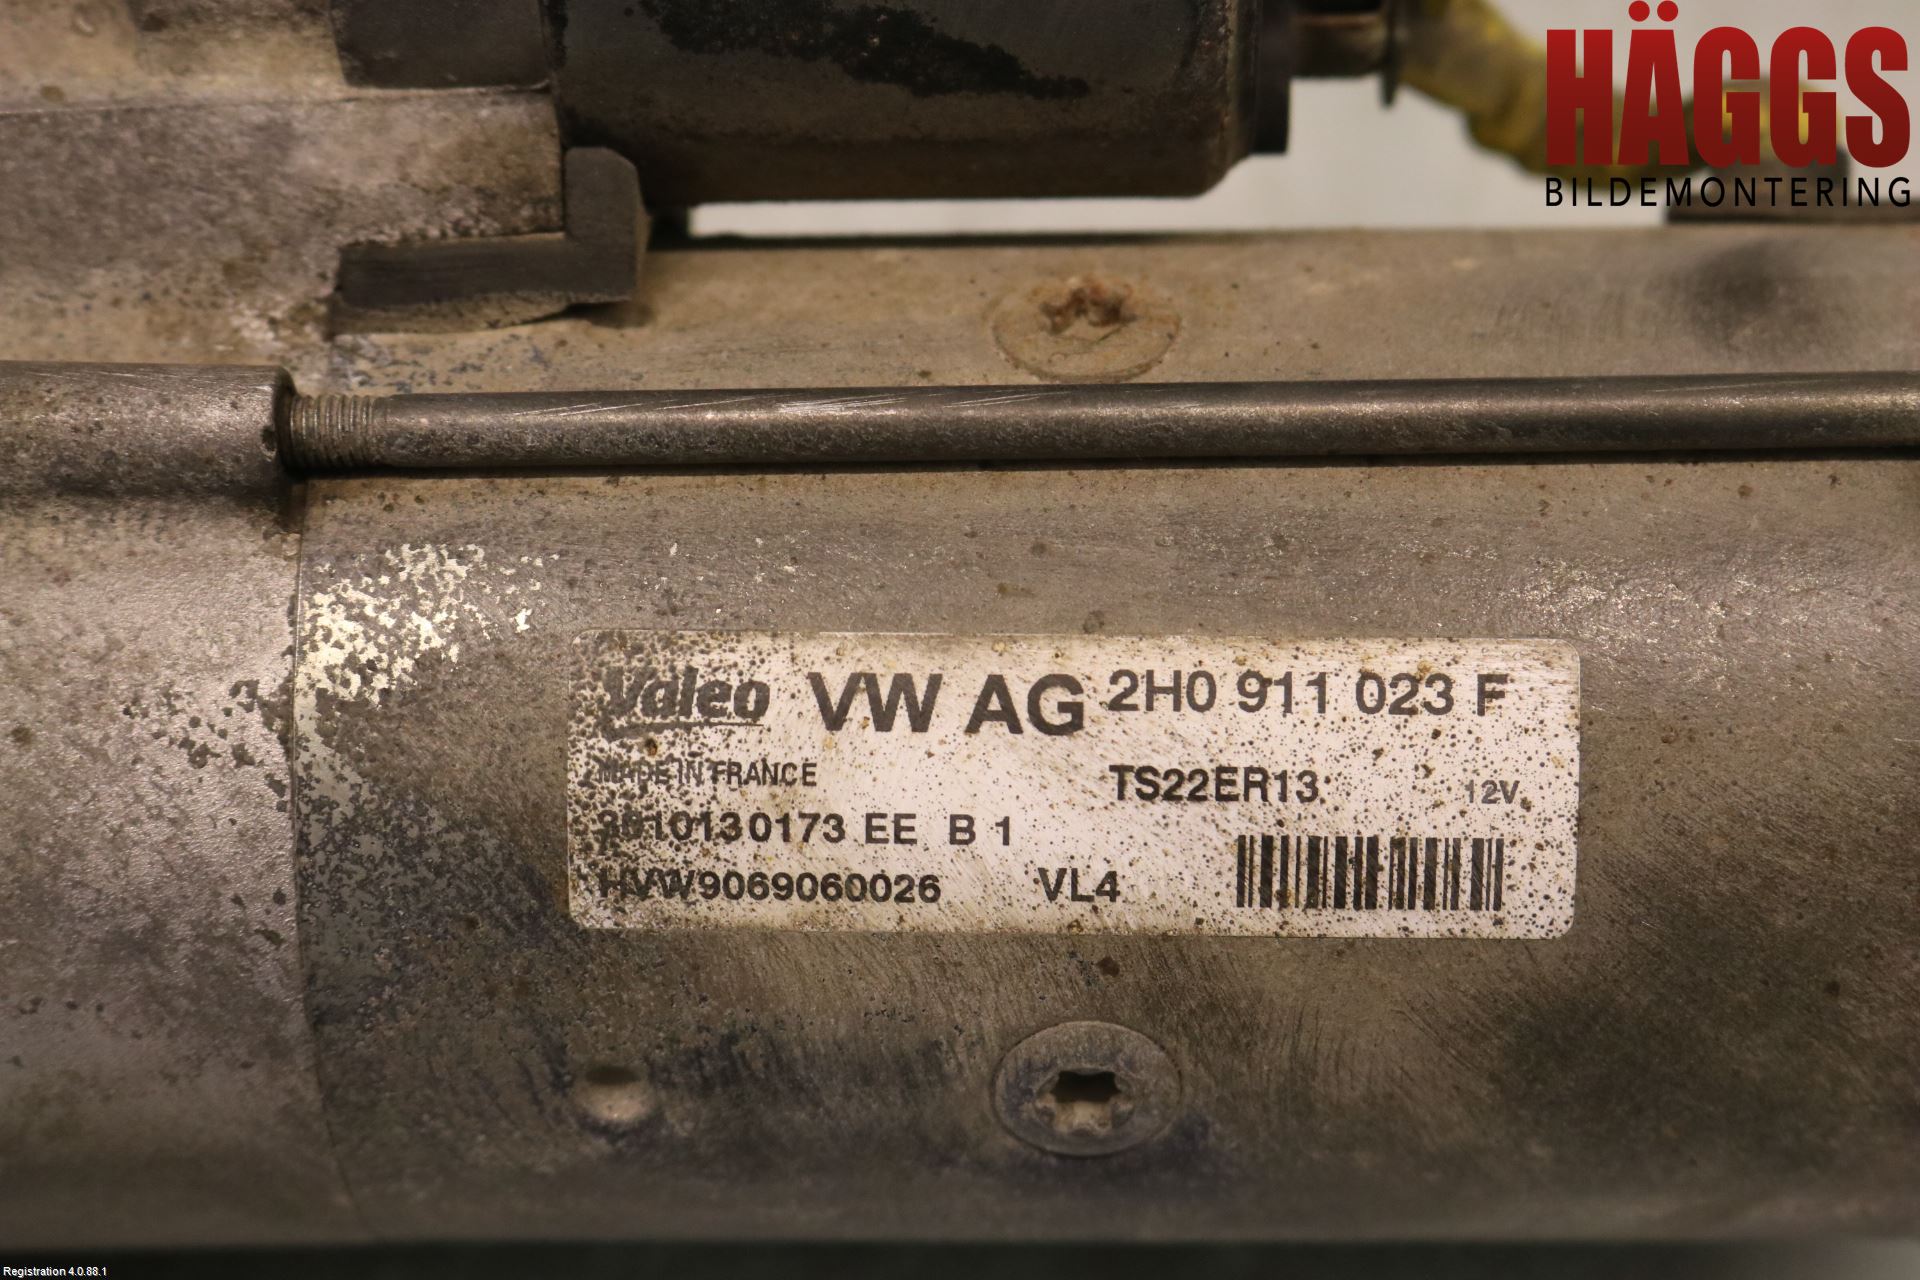 HÄGGS
BILDEMONTERING
Valeo VW AG 2H0 911 023 F
MADE IN FRANCE TS22ER13 12V
EE B 1
HVW9069060026 VL4
Registration 4.0.88.1